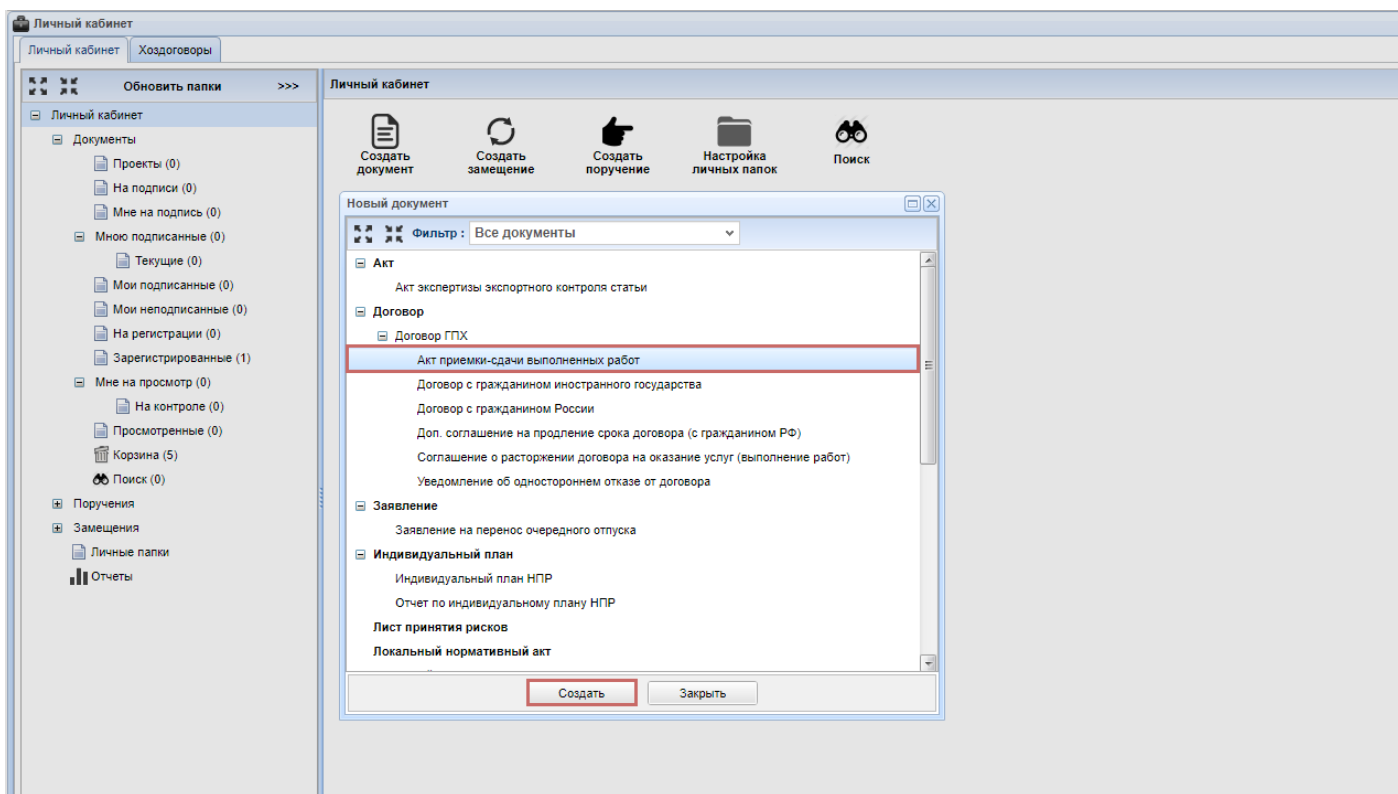 Личный кабинет
Личный кабинет Хоздоговоры
Обновить папки >>>
Личный кабинет
Документы
Проекты (0)
На подписи (0)
Мне на подпись (0)
Мною подписанные (0)
Текущие (0)
Мои подписанные (0)
Мои неподписанные (0)
На регистрации (0)
Зарегистрированные (1)
Мне на просмотр (0)
На контроле (0)
Просмотренные (0)
Корзина (5)
Поиск (0)
Поручения
Замещения
Личные папки
Отчеты
Личный кабинет
Создать документ
Создать замещение
Создать поручение
Настройка личных папок
Поиск
Новый документ
Фильтр : Все документы
Акт
Акт экспертизы экспортного контроля статьи
Договор
Договор ГПХ
Акт приемки-сдачи выполненных работ
Договор с гражданином иностранного государства
Договор с гражданином России
Доп. соглашение на продление срока договора (с гражданином РФ)
Соглашение о расторжении договора на оказание услуг (выполнение работ)
Уведомление об одностороннем отказе от договора
Заявление
Заявление на перенос очередного отпуска
Индивидуальный план
Индивидуальный план НПР
Отчет по индивидуальному плану НПР
Лист принятия рисков
Локальный нормативный акт
Создать Закрыть